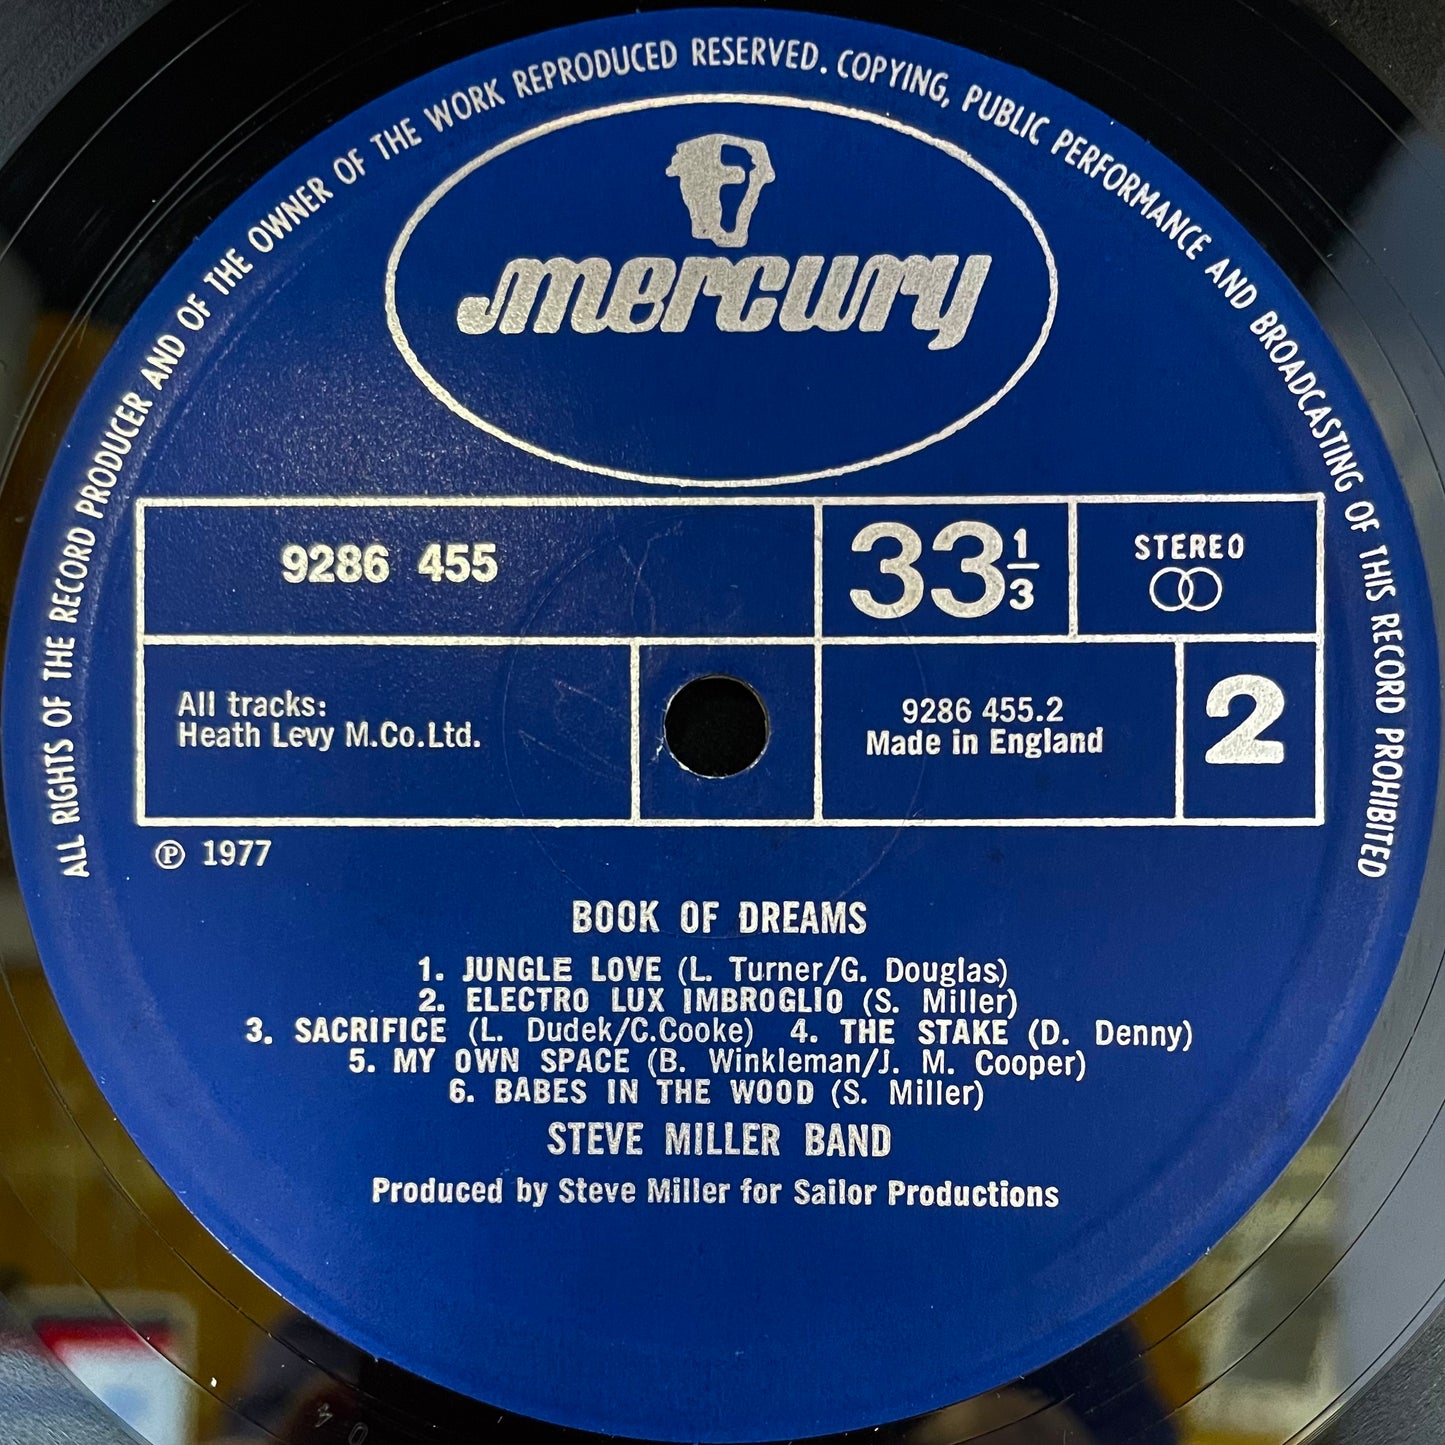 ALL RIGHTS OF THE RECORD PRODUCER AND OF THE OWNER OF THE WORK REPRODUCED RESERVED. COPYING, PUBLIC PERFORMANCE AND BROADCASTING OF THIS RECORD PROHIBITED
mercury
9286 455
33 1/3
STEREO
All tracks:
Heath Levy M.Co.Ltd.
9286 455.2
Made in England
2
℗ 1977
BOOK OF DREAMS
1. JUNGLE LOVE (L. Turner/G. Douglas)
2. ELECTRO LUX IMBROGLIO (S. Miller)
3. SACRIFICE (L. Dudek/C.Cooke) 4. THE STAKE (D. Denny)
5. MY OWN SPACE (B. Winkleman/J. M. Cooper)
6. BABES IN THE WOOD (S. Miller)
STEVE MILLER BAND
Produced by Steve Miller for Sailor Productions